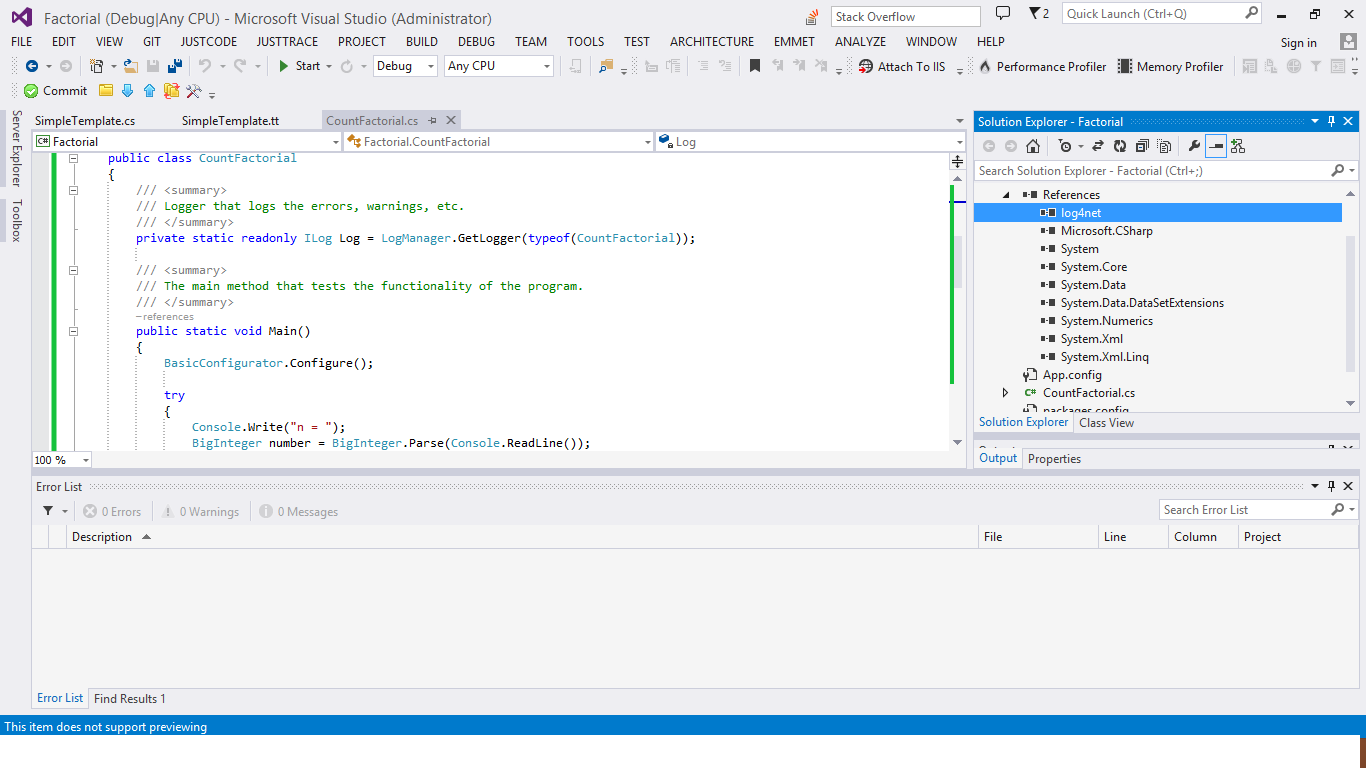 Factorial (Debug|Any CPU) - Microsoft Visual Studio (Administrator)
Stack Overflow
2
Quick Launch (Ctrl+Q)
FILE EDIT VIEW GIT JUSTCODE JUSTTRACE PROJECT BUILD DEBUG TEAM TOOLS TEST ARCHITECTURE EMMET ANALYZE WINDOW HELP
Sign in
Start Debug Any CPU Attach To IIS Performance Profiler Memory Profiler
Commit
Server Explorer
Toolbox
SimpleTemplate.cs SimpleTemplate.tt CountFactorial.cs
C# Factorial Factorial.CountFactorial Log
public class CountFactorial
{
/// <summary>
/// Logger that logs the errors, warnings, etc.
/// </summary>
private static readonly ILog Log = LogManager.GetLogger(typeof(CountFactorial));
/// <summary>
/// The main method that tests the functionality of the program.
/// </summary>
-references
public static void Main()
{
BasicConfigurator.Configure();
try
{
Console.Write("n = ");
BigInteger number = BigInteger.Parse(Console.ReadLine());
100 %
Solution Explorer - Factorial
Search Solution Explorer - Factorial (Ctrl+;)
References
log4net
Microsoft.CSharp
System
System.Core
System.Data
System.Data.DataSetExtensions
System.Numerics
System.Xml
System.Xml.Linq
App.config
C# CountFactorial.cs
packages.config
Solution Explorer Class View
Output
Output Properties
Error List
0 Errors 0 Warnings 0 Messages
Search Error List
Description File Line Column Project
Error List Find Results 1
This item does not support previewing